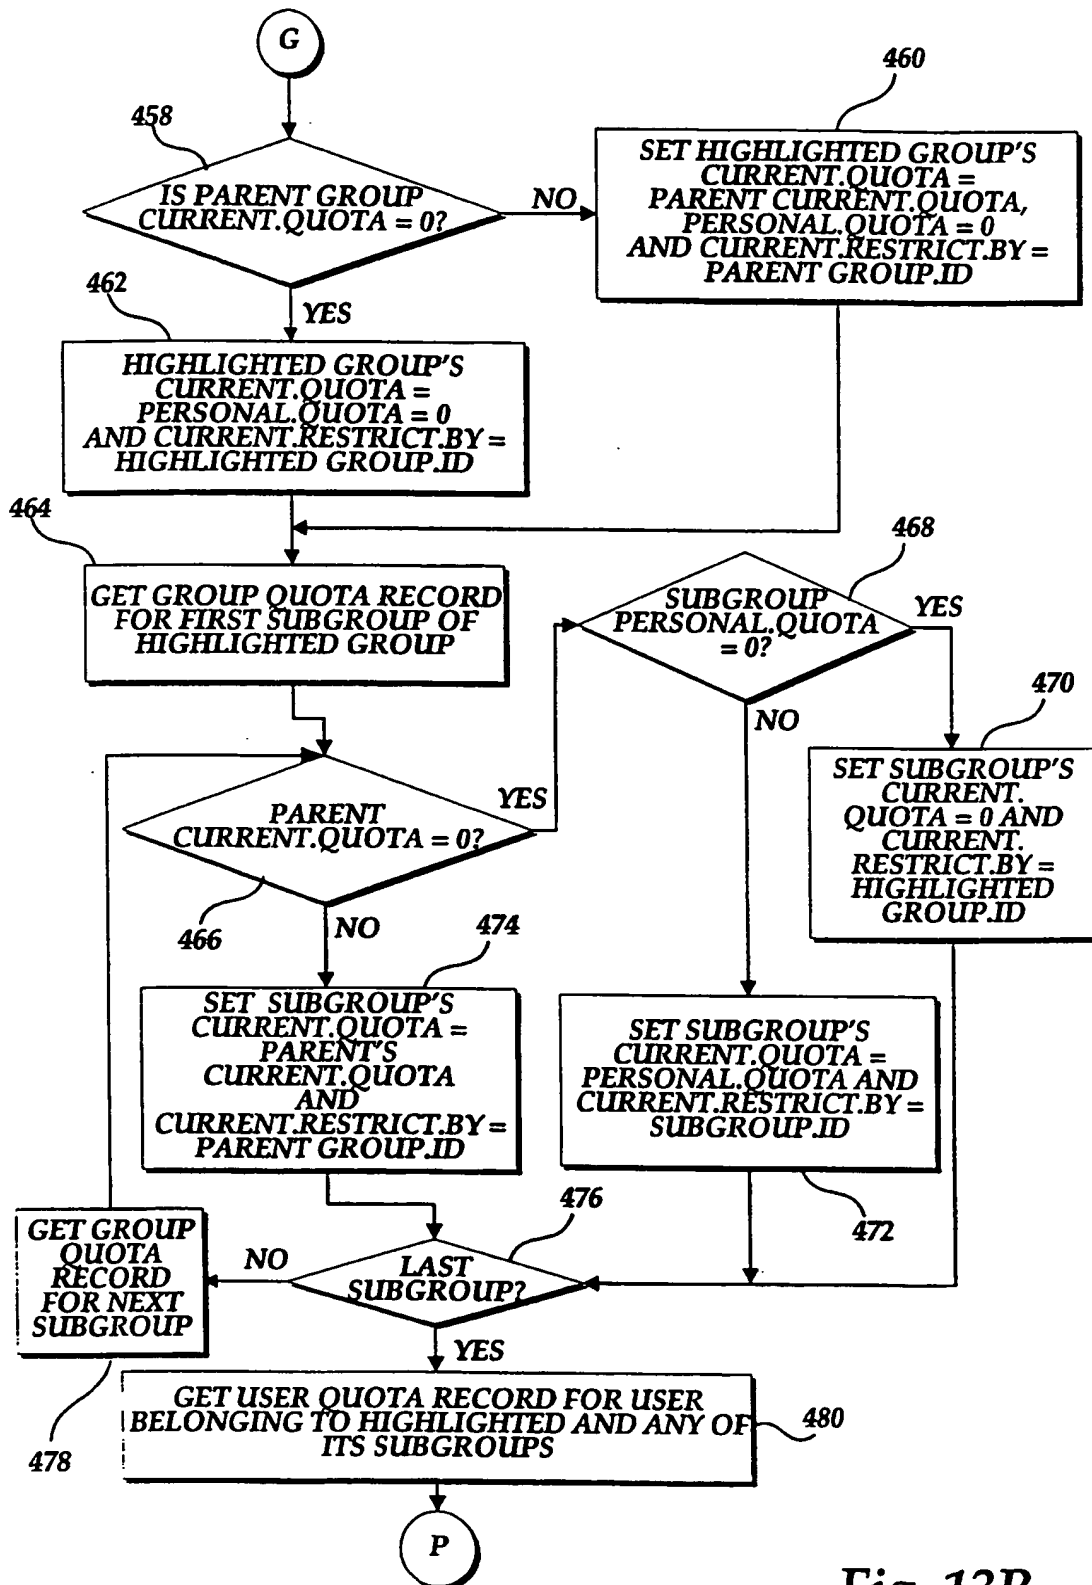 G
458
IS PARENT GROUP
CURRENT.QUOTA = 0?
NO
460
SET HIGHLIGHTED GROUP'S
CURRENT.QUOTA =
PARENT CURRENT.QUOTA,
PERSONAL.QUOTA = 0
AND CURRENT.RESTRICT.BY =
PARENT GROUP.ID
462
YES
HIGHLIGHTED GROUP'S
CURRENT.QUOTA =
PERSONAL.QUOTA = 0
AND CURRENT.RESTRICT.BY =
HIGHLIGHTED GROUP.ID
464
GET GROUP QUOTA RECORD
FOR FIRST SUBGROUP OF
HIGHLIGHTED GROUP
468
SUBGROUP
PERSONAL.QUOTA
= 0?
YES
NO
470
SET SUBGROUP'S
CURRENT.
QUOTA = 0 AND
CURRENT.
RESTRICT.BY =
HIGHLIGHTED
GROUP.ID
PARENT
CURRENT.QUOTA = 0?
YES
466
NO
474
SET SUBGROUP'S
CURRENT.QUOTA =
PARENT'S
CURRENT.QUOTA
AND
CURRENT.RESTRICT.BY =
PARENT GROUP.ID
SET SUBGROUP'S
CURRENT.QUOTA =
PERSONAL.QUOTA AND
CURRENT.RESTRICT.BY =
SUBGROUP.ID
472
476
LAST
SUBGROUP?
NO
GET GROUP
QUOTA
RECORD
FOR NEXT
SUBGROUP
478
YES
GET USER QUOTA RECORD FOR USER
BELONGING TO HIGHLIGHTED AND ANY OF
ITS SUBGROUPS
480
P